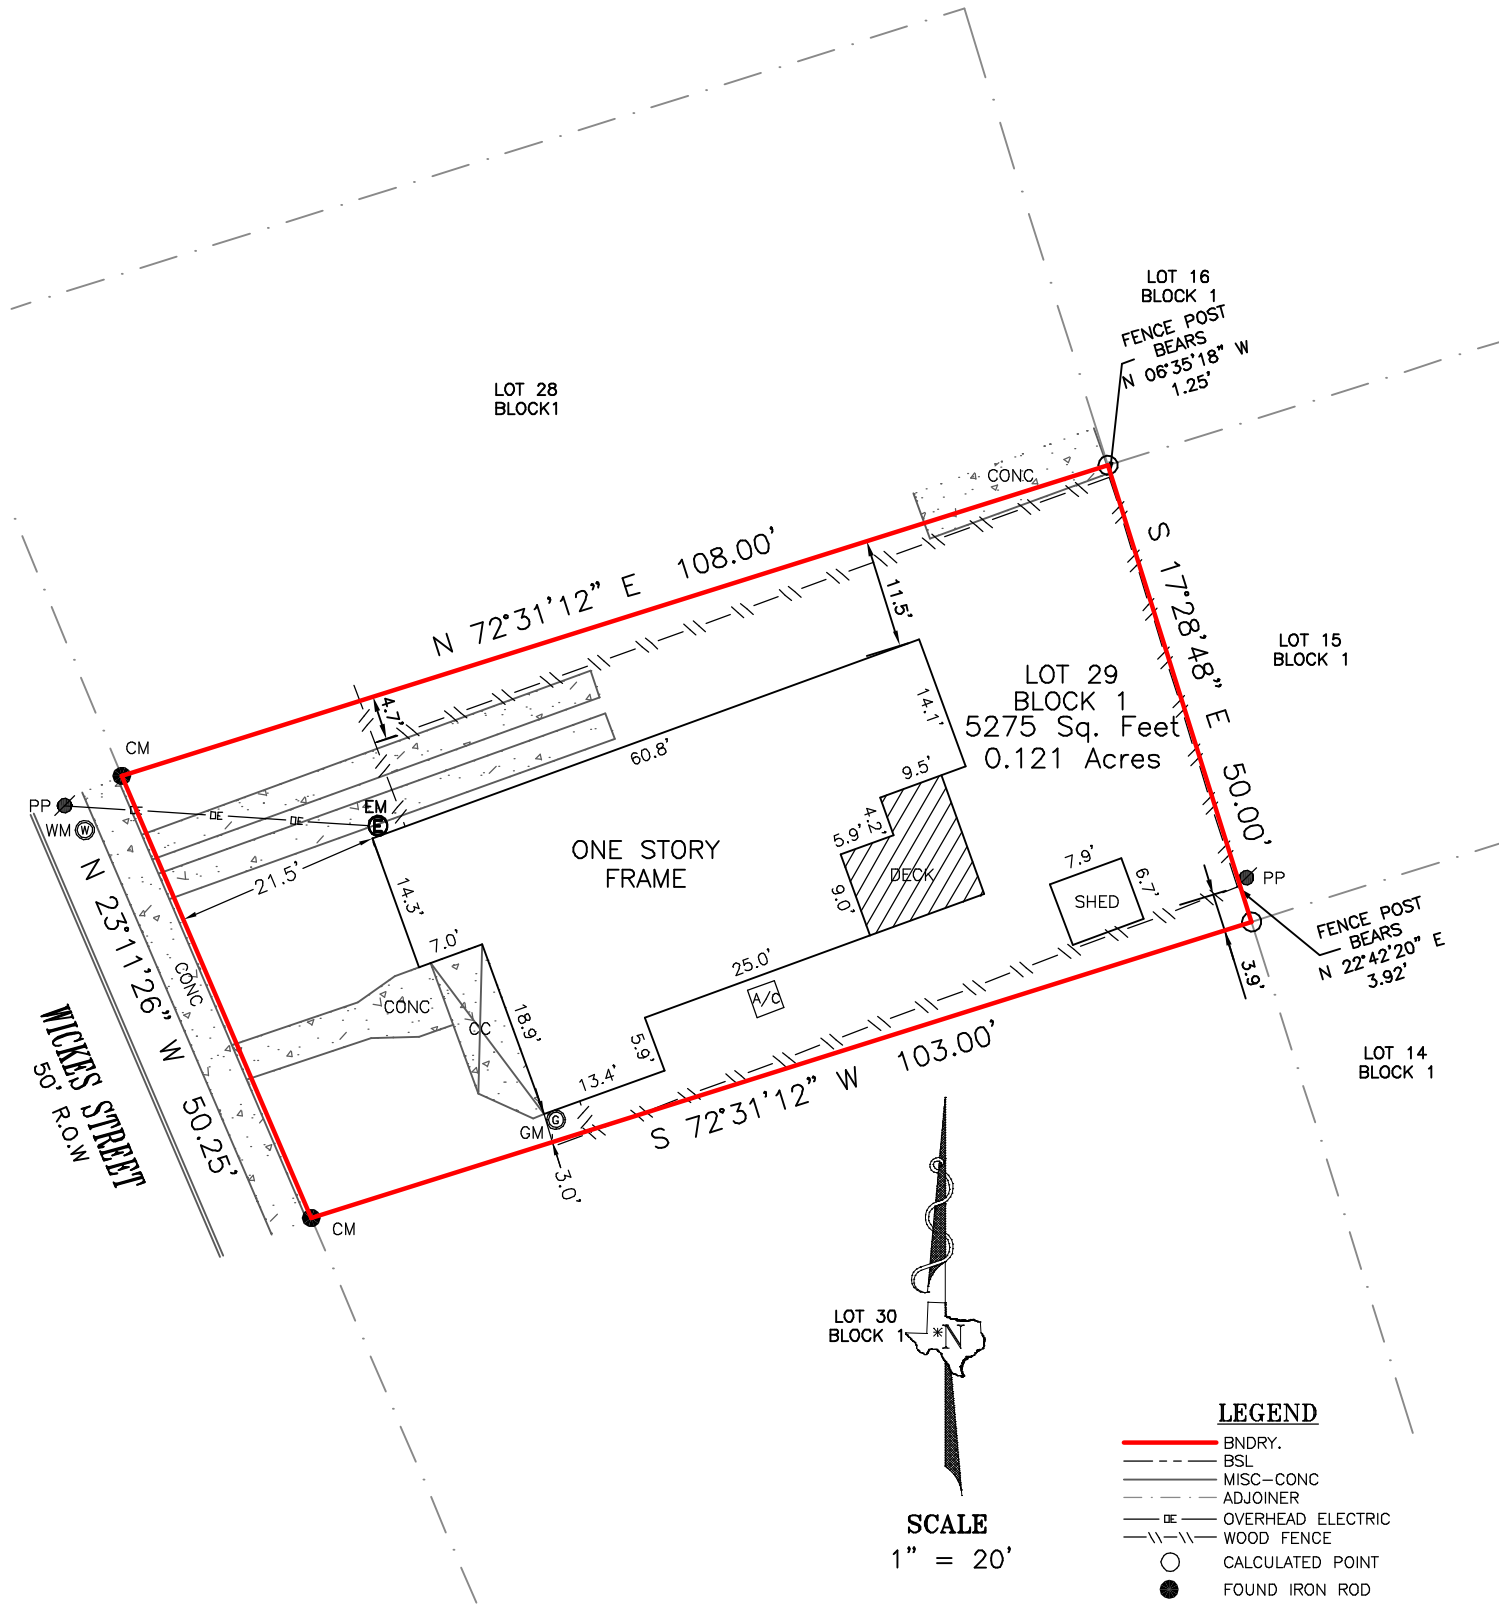 LOT 16
BLOCK 1
FENCE POST
BEARS
N 06°35'18" W
1.25'
LOT 28
BLOCK1
CONC
N 72°31'12" E 108.00'
S 17°28'48" E 50.00'
11.5'
LOT 15
BLOCK 1
LOT 29
BLOCK 1
5275 Sq. Feet
0.121 Acres
14.1'
4.7'
CM
60.8'
9.5'
PP
WM W
OE
OE
OE
EM
E
4.2'
5.9'
ONE STORY
FRAME
7.9'
6.7'
PP
21.5'
14.3'
9.0'
DECK
SHED
FENCE POST
BEARS
N 22°42'20" E
3.92'
N 23°11'26" W 50.25'
CONC
7.0'
25.0'
3.9'
A/C
CONC
CC
18.9'
WICKES STREET
50' R.O.W
5.9'
13.4'
S 72°31'12" W 103.00'
LOT 14
BLOCK 1
GM G
3.0'
CM
LOT 30
BLOCK 1
N
LEGEND
BNDRY.
BSL
MISC-CONC
ADJOINER
OE OVERHEAD ELECTRIC
WOOD FENCE
CALCULATED POINT
FOUND IRON ROD
SCALE
1" = 20'